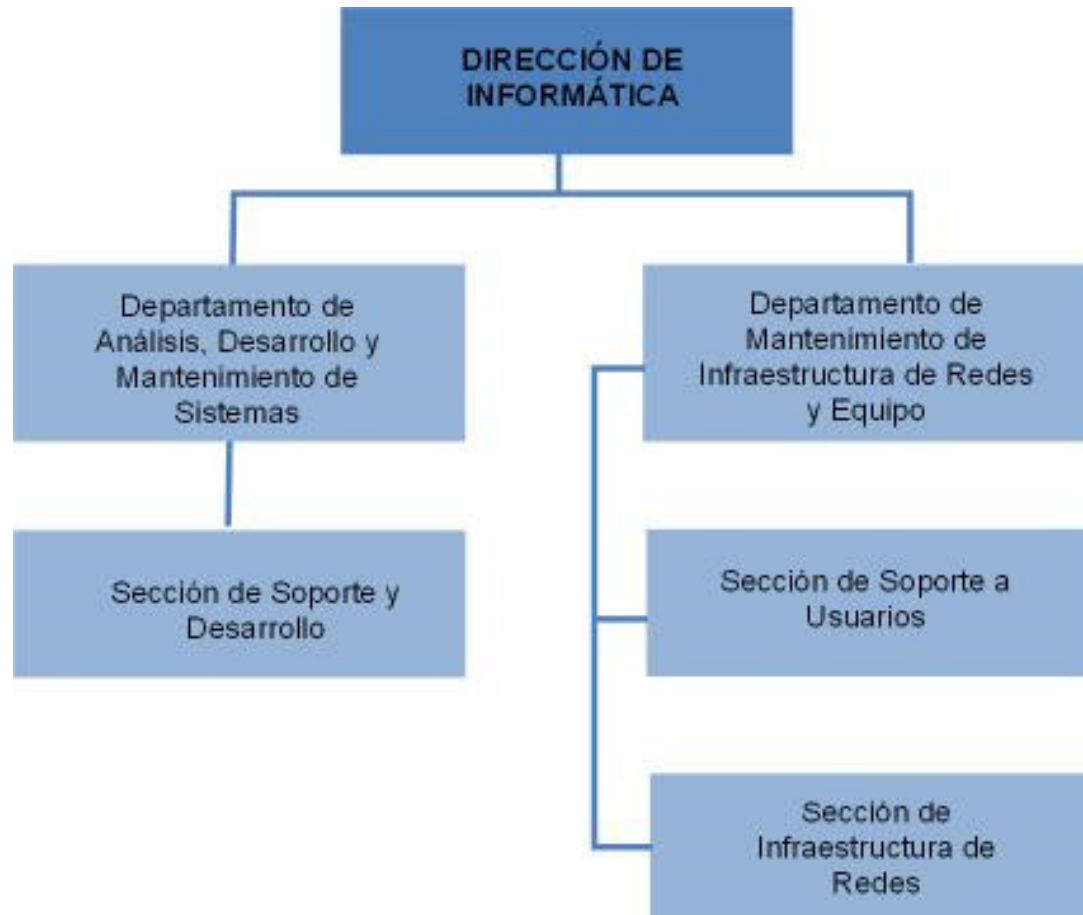 DIRECCIÓN DE
INFORMÁTICA
Departamento de
Análisis, Desarrollo y
Mantenimiento de
Sistemas
Departamento de
Mantenimiento de
Infraestructura de Redes
y Equipo
Sección de Soporte y
Desarrollo
Sección de Soporte a
Usuarios
Sección de
Infraestructura de
Redes